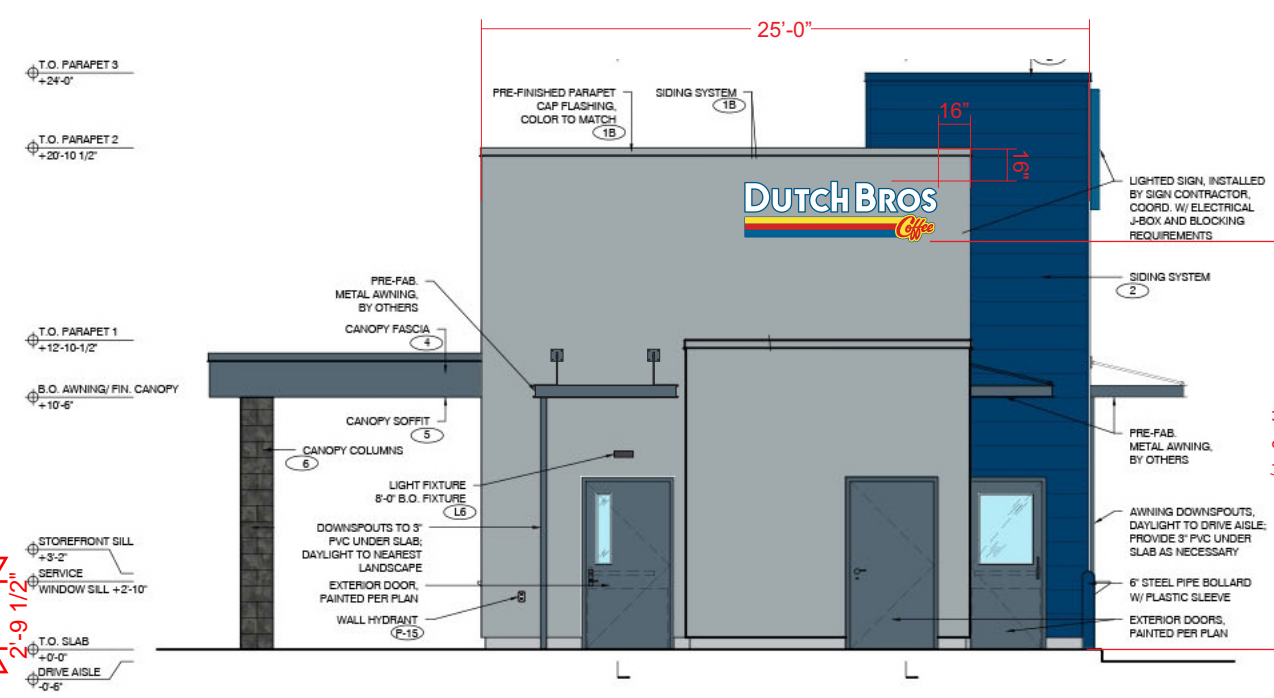 25'-0"
T.O. PARAPET 3
+24'-0"
PRE-FINISHED PARAPET
CAP FLASHING,
COLOR TO MATCH
1B
SIDING SYSTEM
1B
16"
16"
T.O. PARAPET 2
+20'-10 1/2"
DUTCH BROS
Coffee
LIGHTED SIGN, INSTALLED
BY SIGN CONTRACTOR,
COORD. W/ ELECTRICAL
J-BOX AND BLOCKING
REQUIREMENTS
SIDING SYSTEM
2
PRE-FAB.
METAL AWNING,
BY OTHERS
CANOPY FASCIA
4
T.O. PARAPET 1
+12'-10-1/2"
B.O. AWNING/ FIN. CANOPY
+10'-6"
CANOPY SOFFIT
5
CANOPY COLUMNS
6
PRE-FAB.
METAL AWNING,
BY OTHERS
LIGHT FIXTURE
8'-0" B.O. FIXTURE
L6
DOWNSPOUTS TO 3"
PVC UNDER SLAB;
DAYLIGHT TO NEAREST
LANDSCAPE
EXTERIOR DOOR,
PAINTED PER PLAN
WALL HYDRANT
P-15
AWNING DOWNSPOUTS,
DAYLIGHT TO DRIVE AISLE;
PROVIDE 3" PVC UNDER
SLAB AS NECESSARY
6" STEEL PIPE BOLLARD
W/ PLASTIC SLEEVE
EXTERIOR DOORS,
PAINTED PER PLAN
STOREFRONT SILL
+3'-2"
SERVICE
WINDOW SILL +2'-10"
2'-9 1/2"
T.O. SLAB
+0'-0"
DRIVE AISLE
-0'-6"